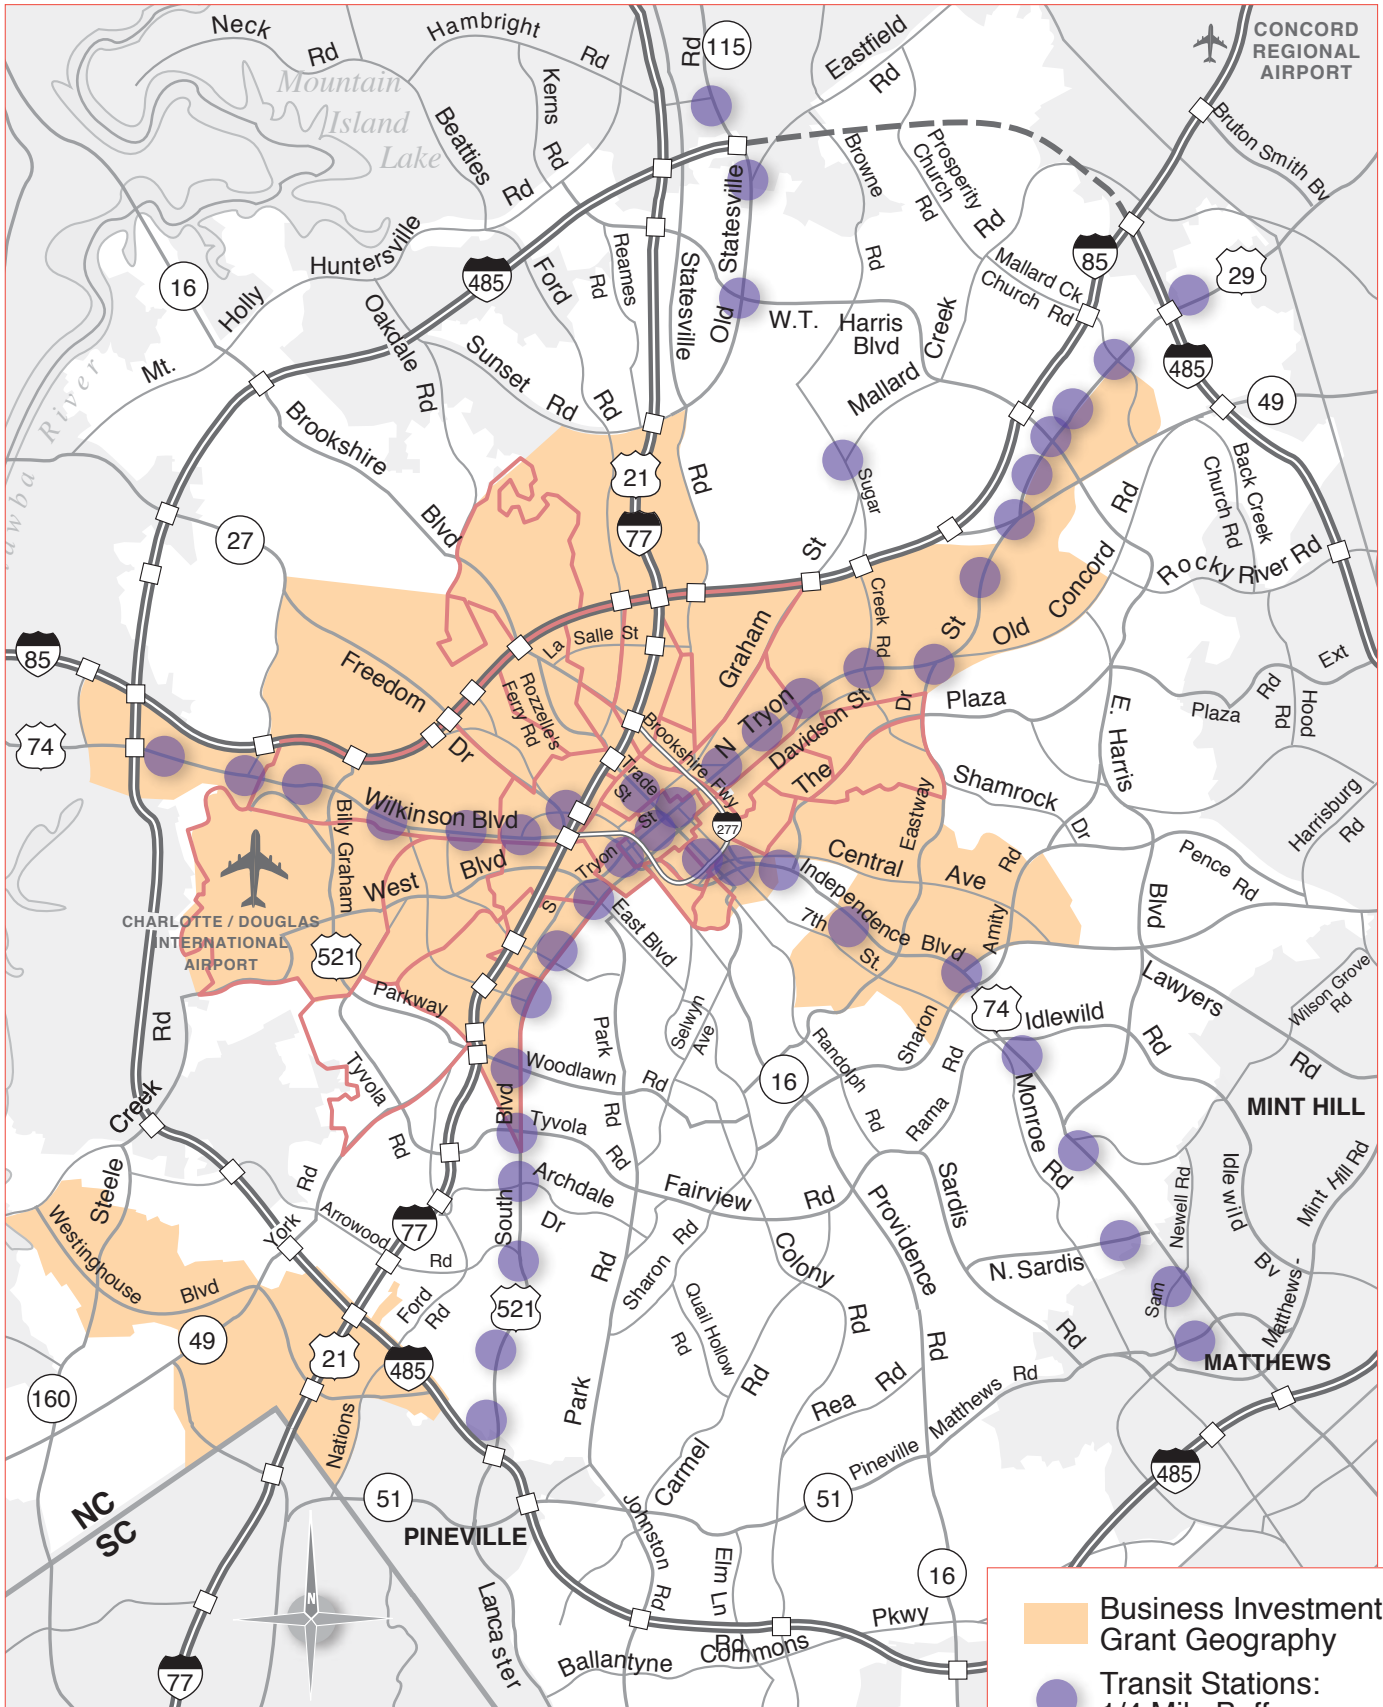 Neck
Rd
Hambright
Rd
Rd
115
Eastfield
Rd
CONCORD
REGIONAL
AIRPORT
Mountain
Island
Lake
Kerns
Rd
Beatties
Rd
Browne
Rd
Prosperity
Church
Rd
Rd
Bruton Smith Bv
Huntersville
16
Holly
Mt.
485
Ford
Rd
Reames
Rd
Statesville
Rd
Old
Statesville
W.T.
Harris
Blvd
Mallard
Creek
Mallard Ck
Church Rd
85
29
485
49
Oakdale
Rd
Sunset
Rd
Brookshire
Blvd
River
21
77
Sugar
Creek Rd
Back Creek
Church Rd
Rd
27
St
Graham
Rocky River Rd
Old
Concord
St
85
74
Freedom
Dr
La
Salle St
Rozzelle's
Ferry Rd
Brookshire Fwy
N
Tryon
Davidson St
The
Dr
Plaza
E. Harris
Blvd
Plaza
Rd
Ext
Hood
Rd
Trade
St
St
277
Shamrock
Dr
Eastway
Harrisburg
Rd
Wilkinson Blvd
Billy Graham
West
Blvd
S
Tryon
Central
Ave
Rd
Pence Rd
Independence
Blvd
7th
St.
Amity
Sharon
CHARLOTTE / DOUGLAS
INTERNATIONAL
AIRPORT
521
East Blvd
Lawyers
Rd
Wilson Grove
Rd
Parkway
Selwyn
Ave
Park
Rd
74
Idlewild
Rd
Rd
Creek
Tyvola
Rd
Woodlawn
Rd
16
Randolph
Rd
Rama
Rd
Monroe
Rd
MINT HILL
Blvd
Tyvola
Rd
Steele
Rd
York
Arrowood
Rd
77
South
Archdale
Dr
Fairview
Rd
Sardis
Rd
Providence
Rd
Newell Rd
Sam
Idlewild
Bv
Mint Hill Rd
Matthews -
Westinghouse
Blvd
Ford
Rd
521
Sharon
Rd
Colony
Rd
N. Sardis
Quail Hollow
Rd
49
21
485
160
Nations
Park
Rd
Carmel
Rd
Rea
Rd
Pineville
Matthews
Rd
MATTHEWS
485
NC
SC
51
PINEVILLE
51
Johnston
Rd
Elm Ln
16
N
Lancaster
Ballantyne
Commons
Rd
Pkwy
77
Business Investment
Grant Geography
Transit Stations: